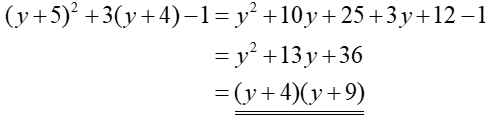 (y+5)² + 3(y+4) − 1 = y² + 10y + 25 + 3y + 12 − 1
= y² + 13y + 36
= (y+4)(y+9)